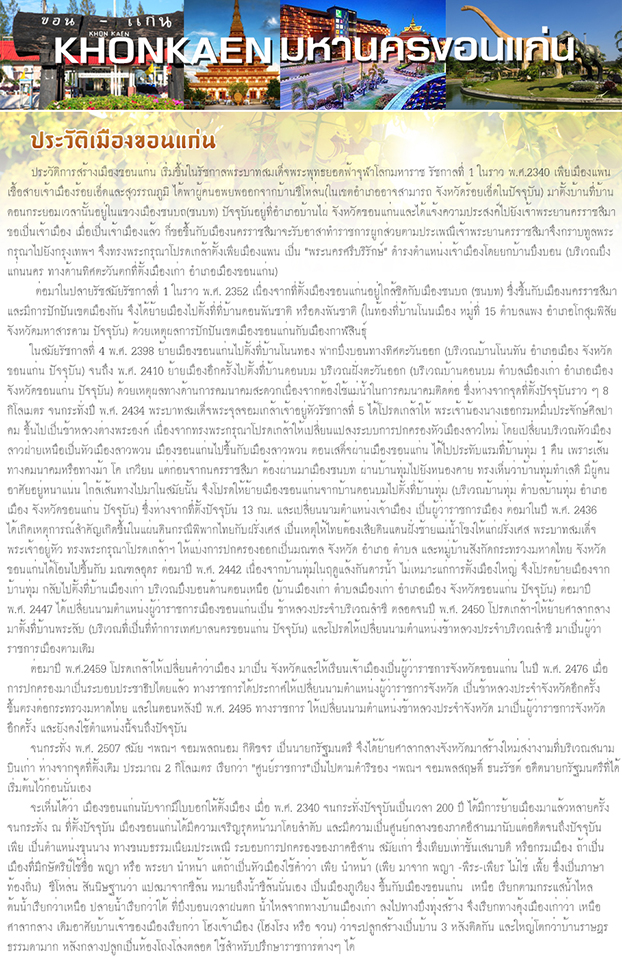 ขอน - แก่น
KHON KAEN
KHONKAEN มหานครขอนแก่น
ประวัติเมืองขอนแก่น
ประวัติการสร้างเมืองขอนแก่น เริ่มขึ้นในรัชกาลพระบาทสมเด็จพระพุทธยอดฟ้าจุฬาโลกมหาราช รัชกาลที่ 1 ในราว พ.ศ.2340 เพี้ยเมืองแพน
เชื้อสายเจ้าเมืองร้อยเอ็ดและสุวรรณภูมิ ได้พาผู้คนอพยพออกจากบ้านชีโหลน(ในเขตอำเภออาจสามารถ จังหวัดร้อยเอ็ดในปัจจุบัน) มาตั้งบ้านที่บ้าน
ดอนกระยอมเวลานั้นอยู่ในแขวงเมืองชนบถ(ชนบท) ปัจจุบันอยู่ที่อำเภอบ้านไผ่ จังหวัดขอนแก่นและได้แจ้งความประสงค์ไปยังเจ้าพระยานครราชสีมา
ขอเป็นเจ้าเมือง เมื่อเป็นเจ้าเมืองแล้ว ก็ขอขึ้นกับเมืองนครราชสีมาจะรับอาสาทำราชการผูกส่วยตามประเพณีเจ้าพระยานครราชสีมาจึงกราบทูลพระ
กรุณาไปยังกรุงเทพฯ จึงทรงพระกรุณาโปรดเกล้าตั้งเพี้ยเมืองแพน เป็น "พระนครศรีบริรักษ์" ดำรงตำแหน่งเจ้าเมืองโดยยกบ้านบึงบอน (บริเวณบึง
แก่นนคร ทางด้านทิศตะวันตกที่ตั้งเมืองเก่า อำเภอเมืองขอนแก่น)
ต่อมาในปลายรัชสมัยรัชกาลที่ 1 ในราว พ.ศ. 2352 เนื่องจากที่ตั้งเมืองขอนแก่นอยู่ใกล้ชิดกับเมืองชนบถ (ชนบท) ซึ่งขึ้นกับเมืองนครราชสีมา
และมีการปักปันเขตเมืองกัน จึงได้ย้ายเมืองไปตั้งที่ที่บ้านดอนพันชาติ หรือดงพันชาติ (ในท้องที่บ้านโนนเมือง หมู่ที่ 15 ตำบลแพง อำเภอโกสุมพิสัย
จังหวัดมหาสารคาม ปัจจุบัน) ด้วยเหตุผลการปักปันเขตเมืองขอนแก่นกับเมืองกาฬสินธุ์
ในสมัยรัชกาลที่ 4 พ.ศ. 2398 ย้ายเมืองขอนแก่นไปตั้งที่บ้านโนนทอง ฟากบึงบอนทางทิศตะวันออก (บริเวณบ้านโนนทัน อำเภอเมือง จังหวัด
ขอนแก่น ปัจจุบัน) จนถึง พ.ศ. 2410 ย้ายเมืองอีกครั้งไปตั้งที่บ้านดอนบม บริเวณฝั่งตะวันออก (บริเวณบ้านดอนบม ตำบลเมืองเก่า อำเภอเมือง
จังหวัดขอนแก่น ปัจจุบัน) ด้วยเหตุผลทางด้านการคมนาคมสะดวกเนื่องจากต้องใช้แม่น้ำในการคมนาคมติดต่อ ซึ่งห่างจากจุดที่ตั้งปัจจุบันราว ๆ 8
กิโลเมตร จนกระทั่งปี พ.ศ. 2434 พระบาทสมเด็จพระจุลจอมเกล้าเจ้าอยู่หัวรัชกาลที่ 5 ได้โปรดเกล้าให้ พระเจ้าน้องนางเธอกรมหมื่นประจักษ์ศิลปา
คม ขึ้นไปเป็นข้าหลวงต่างพระองค์ เนื่องจากทรงพระกรุณาโปรดเกล้าให้เปลี่ยนแปลงระบบการปกครองหัวเมืองลาวใหม่ โดยเปลี่ยนบริเวณหัวเมือง
ลาวฝ่ายเหนือเป็นหัวเมืองลาวพวน เมืองขอนแก่นไปขึ้นกับเมืองลาวพวน ตอนเสด็จผ่านเมืองขอนแก่น ได้ไปประทับแรมที่บ้านทุ่ม 1 คืน เพราะเส้น
ทางคมนาคมหรือทางม้า โค เกวียน แต่ก่อนจากนครราชสีมา ต้องผ่านมาเมืองชนบท ผ่านบ้านทุ่มไปยังหนองคาย ทรงเห็นว่าบ้านทุ่มทำเลดี มีผู้คน
อาศัยอยู่หนาแน่น ใกล้เส้นทางไปมาในสมัยนั้น จึงโปรดให้ย้ายเมืองขอนแก่นจากบ้านดอนบมไปตั้งที่บ้านทุ่ม (บริเวณบ้านทุ่ม ตำบลบ้านทุ่ม อำเภอ
เมือง จังหวัดขอนแก่น ปัจจุบัน) ซึ่งห่างจากที่ตั้งปัจจุบัน 13 กม. และเปลี่ยนนามตำแหน่งเจ้าเมือง เป็นผู้ว่าราชการเมือง ต่อมาในปี พ.ศ. 2436
ได้เกิดเหตุการณ์สำคัญเกิดขึ้นในแผ่นดินกรณีพิพาทไทยกับฝรั่งเศส เป็นเหตุให้ไทยต้องเสียดินแดนฝั่งซ้ายแม่น้ำโขงให้แก่ฝรั่งเศส พระบาทสมเด็จ
พระเจ้าอยู่หัว ทรงพระกรุณาโปรดเกล้าฯ ให้แบ่งการปกครองออกเป็นมณฑล จังหวัด อำเภอ ตำบล และหมู่บ้านสังกัดกระทรวงมหาดไทย จังหวัด
ขอนแก่นได้โอนไปขึ้นกับ มณฑลอุดร ต่อมาปี พ.ศ. 2442 เนื่องจากบ้านทุ่มในฤดูแล้งกันดารน้ำ ไม่เหมาะแก่การตั้งเมืองใหญ่ จึงโปรดย้ายเมืองจาก
บ้านทุ่ม กลับไปตั้งที่บ้านเมืองเก่า บริเวณบึงบอนด้านตอนเหนือ (บ้านเมืองเก่า ตำบลเมืองเก่า อำเภอเมือง จังหวัดขอนแก่น ปัจจุบัน) ต่อมาปี
พ.ศ. 2447 ได้เปลี่ยนนามตำแหน่งผู้ว่าราชการเมืองขอนแก่นเป็น ข้าหลวงประจำบริเวณลำชี ตลอดจนปี พ.ศ. 2450 โปรดเกล้าฯให้ย้ายศาลากลาง
มาตั้งที่บ้านพระลับ (บริเวณที่เป็นที่ทำการเทศบาลนครขอนแก่น ปัจจุบัน) และโปรดให้เปลี่ยนนามตำแหน่งข้าหลวงประจำบริเวณลำชี มาเป็นผู้ว่า
ราชการเมืองตามเดิม
ต่อมาปี พ.ศ.2459 โปรดเกล้าให้เปลี่ยนคำว่าเมือง มาเป็น จังหวัดและให้เรียนเจ้าเมืองเป็นผู้ว่าราชการจังหวัดขอนแก่น ในปี พ.ศ. 2476 เมื่อ
การปกครองมาเป็นระบอบประชาธิปไตยแล้ว ทางราชการได้ประกาศให้เปลี่ยนนามตำแหน่งผู้ว่าราชการจังหวัด เป็นข้าหลวงประจำจังหวัดอีกครั้ง
ขึ้นตรงต่อกระทรวงมหาดไทย และในตอนหลังปี พ.ศ. 2495 ทางราชการ ให้เปลี่ยนนามตำแหน่งข้าหลวงประจำจังหวัด มาเป็นผู้ว่าราชการจังหวัด
อีกครั้ง และยังคงใช้ตำแหน่งนี้จนถึงปัจจุบัน
จนกระทั่ง พ.ศ. 2507 สมัย ฯพณฯ จอมพลถนอม กิติขจร เป็นนายกรัฐมนตรี จึงได้ย้ายศาลกลางจังหวัดมาสร้างใหม่สง่างามที่บริเวณสนาม
บินเก่า ห่างจากจุดที่ตั้งเดิม ประมาณ 2 กิโลเมตร เรียกว่า "ศูนย์ราชการ"เป็นไปตามดำริของ ฯพณฯ จอมพลสฤษดิ์ ธนะรัชต์ อดีตนายกรัฐมนตรีที่ได้
เริ่มต้นไว้ก่อนนั่นเอง
จะเห็นได้ว่า เมืองขอนแก่นนับจากมีใบบอกให้ตั้งเมือง เมื่อ พ.ศ. 2340 จนกระทั่งปัจจุบันเป็นเวลา 200 ปี ได้มีการย้ายเมืองมาแล้วหลายครั้ง
จนกระทั่ง ณ ที่ตั้งปัจจุบัน เมืองขอนแก่นได้มีความเจริญรุดหน้ามาโดยลำดับ และมีความเป็นศูนย์กลางของภาคอีสานมานับแต่อดีตจนถึงปัจจุบัน
เพี้ย เป็นตำแหน่งขุนนาง ทางขนบธรรมเนียมประเพณี ระบอบการปกครองของภาคอีสาน สมัยเก่า ซึ่งเทียบเท่าชั้นเสนาบดี หรือกรมเมือง ถ้าเป็น
เมืองที่มีกษัตริย์ใช้ชื่อ พญา หรือ พระยา นำหน้า แต่ถ้าเป็นหัวเมืองใช้คำว่า เพี้ย นำหน้า (เพี้ย มาจาก พญา -พีระ-เพียร ไม่ใช่ เพี้ย ซึ่งเป็นภาษา
ท้องถิ่น) ชีโหล่น สันนิษฐานว่า แปลมาจากชีล้น หมายถึงน้ำชีล้นนั่นเอง เป็นเมืองภูเวียง ขึ้นกับเมืองขอนแก่น เหนือ เรียกตามกระแสน้ำไหล
ต้นน้ำเรียกว่าเหนือ ปลายน้ำเรียกว่าใต้ ที่บึงบอนเวลาฝนตก น้ำไหลจากทางบ้านเมืองเก่า ลงไปทางบึงทุ่งสร้าง จึงเรียกทางคุ้งเมืองเก่าว่า เหนือ
ศาลากลาง เดิมอาศัยบ้านเจ้าของเมืองเรียกว่า โฮงเจ้าเมือง (โฮงโรง หรือ จวน) ว่าจะปลูกสร้างเป็นบ้าน 3 หลังติดกัน และใหญ่โตกว่าบ้านราษฎร
ธรรมดามาก หลังกลางปลูกเป็นห้องโถงโล่งตลอด ใช้สำหรับปรึกษาราชการต่างๆ ได้